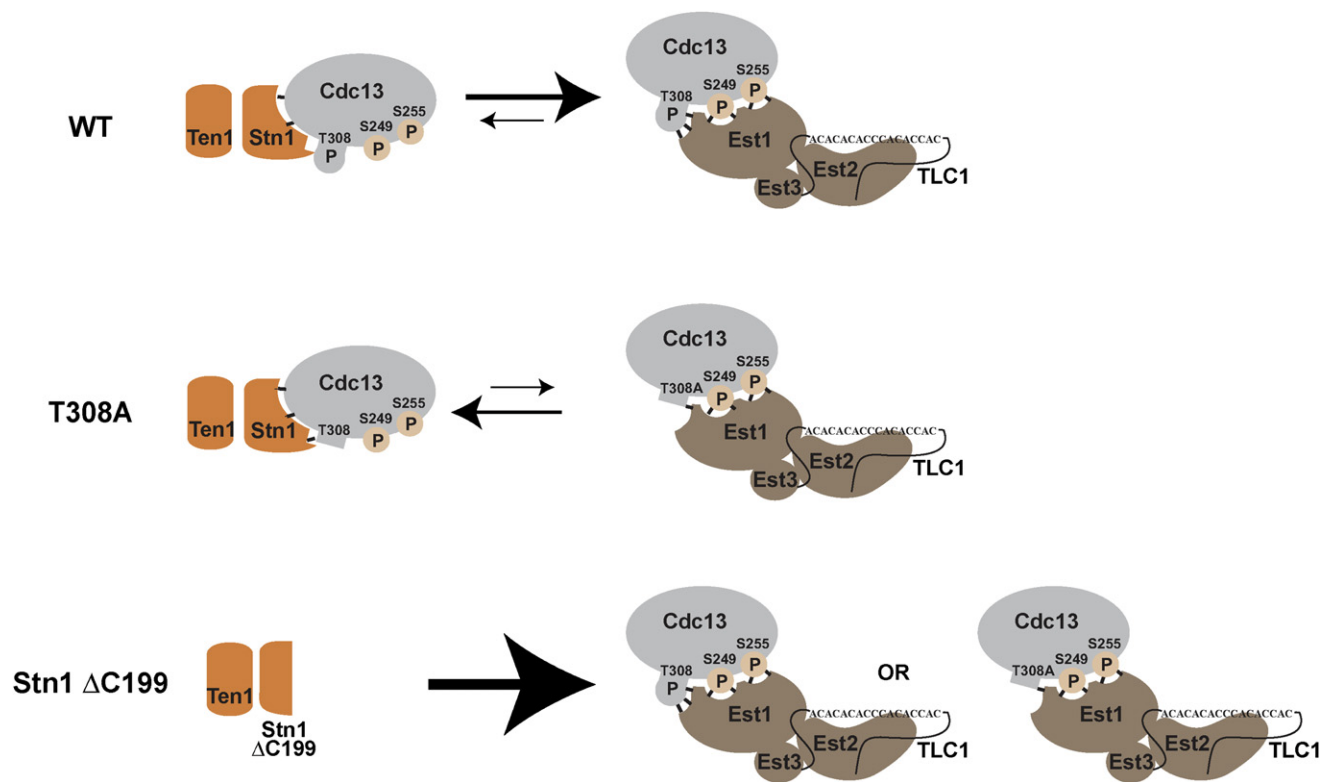 WT
Ten1
Stn1
Cdc13
T308
P
S249
P
S255
P
Cdc13
T308
P
S249
P
S255
P
Est1
Est3
Est2
ACACACACCCACACCAC
TLC1
T308A
Ten1
Stn1
Cdc13
T308
S249
P
S255
P
Cdc13
T308A
S249
P
S255
P
Est1
Est3
Est2
ACACACACCCACACCAC
TLC1
Stn1 ΔC199
Ten1
Stn1
ΔC199
Cdc13
T308
P
S249
P
S255
P
Est1
Est3
Est2
ACACACACCCACACCAC
TLC1
OR
Cdc13
T308A
S249
P
S255
P
Est1
Est3
Est2
ACACACACCCACACCAC
TLC1